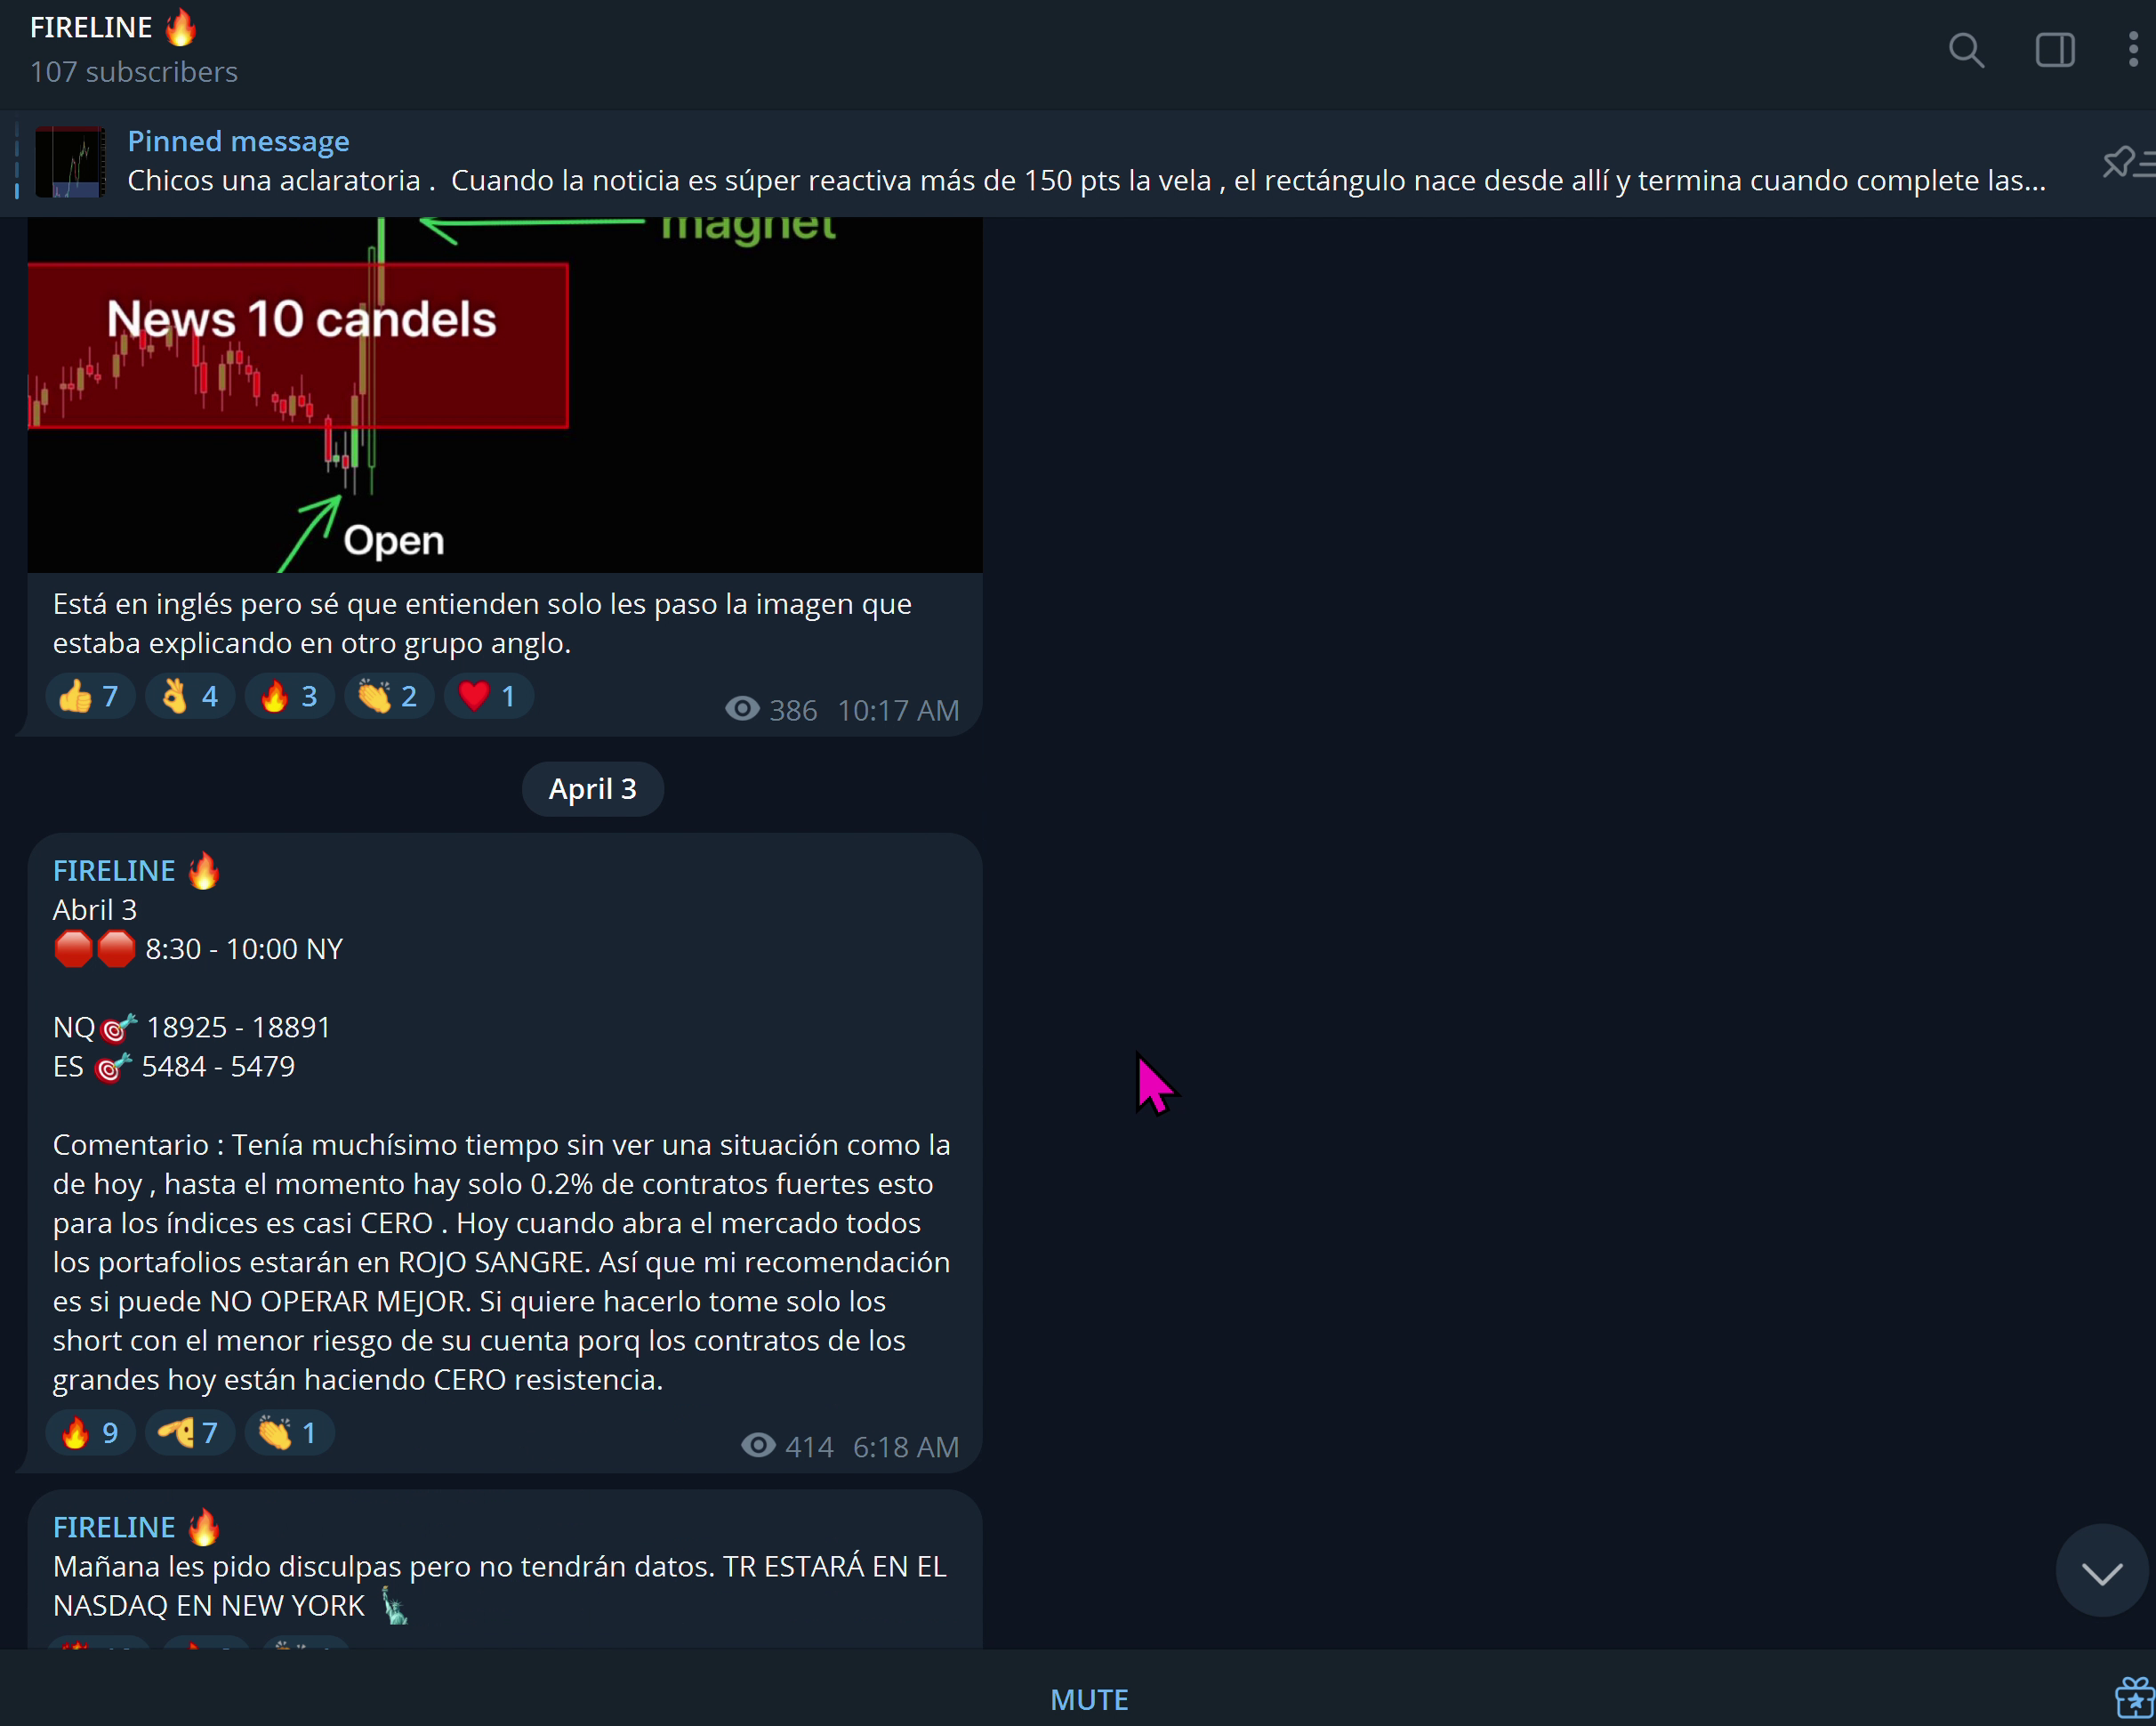 FIRELINE 🔥
107 subscribers
Pinned message
Chicos una aclaratoria . Cuando la noticia es súper reactiva más de 150 pts la vela , el rectángulo nace desde allí y termina cuando complete las...
magnet
News 10 candels
Open
Está en inglés pero sé que entienden solo les paso la imagen que
estaba explicando en otro grupo anglo.
👍 7 👌 4 🔥 3 👏 2 ❤️ 1
386 10:17 AM
April 3
FIRELINE 🔥
Abril 3
🛑🛑 8:30 - 10:00 NY
NQ🎯 18925 - 18891
ES 🎯 5484 - 5479
Comentario : Tenía muchísimo tiempo sin ver una situación como la
de hoy , hasta el momento hay solo 0.2% de contratos fuertes esto
para los índices es casi CERO . Hoy cuando abra el mercado todos
los portafolios estarán en ROJO SANGRE. Así que mi recomendación
es si puede NO OPERAR MEJOR. Si quiere hacerlo tome solo los
short con el menor riesgo de su cuenta porq los contratos de los
grandes hoy están haciendo CERO resistencia.
🔥 9 🫡 7 👏 1
414 6:18 AM
FIRELINE 🔥
Mañana les pido disculpas pero no tendrán datos. TR ESTARÁ EN EL
NASDAQ EN NEW YORK 🗽
MUTE